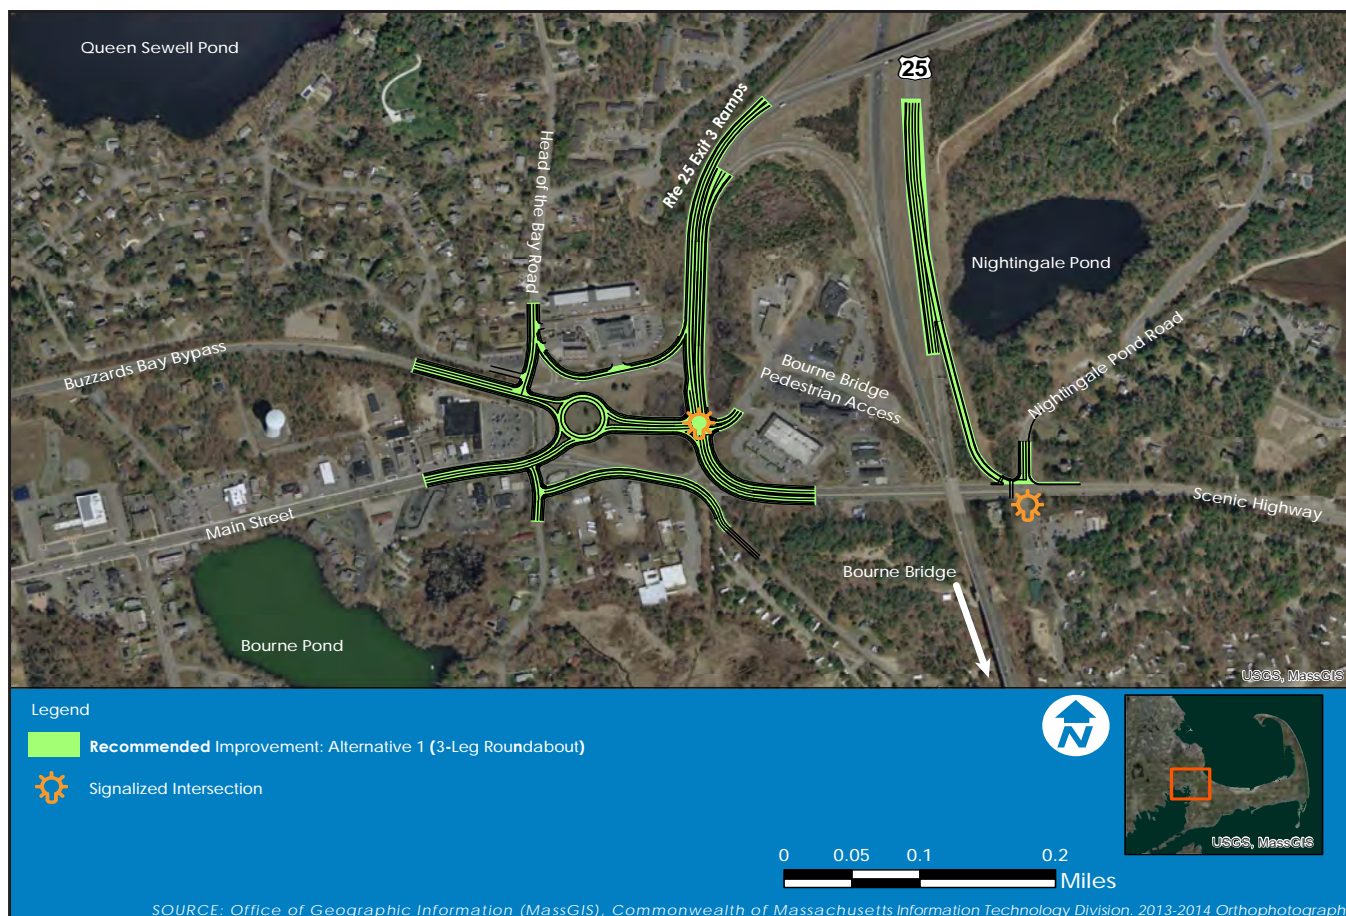 Queen Sewell Pond
25
Rte 25 Exit 3 Ramps
Head of the Bay Road
Nightingale Pond
Buzzards Bay Bypass
Bourne Bridge
Pedestrian Access
Nightingale Pond Road
Scenic Highway
Main Street
Bourne Bridge
Bourne Pond
USGS, MassGIS
Legend
Recommended Improvement: Alternative 1 (3-Leg Roundabout)
Signalized Intersection
N
USGS, MassGIS
0 0.05 0.1 0.2
Miles
SOURCE: Office of Geographic Information (MassGIS), Commonwealth of Massachusetts Information Technology Division. 2013-2014 Orthophotograph